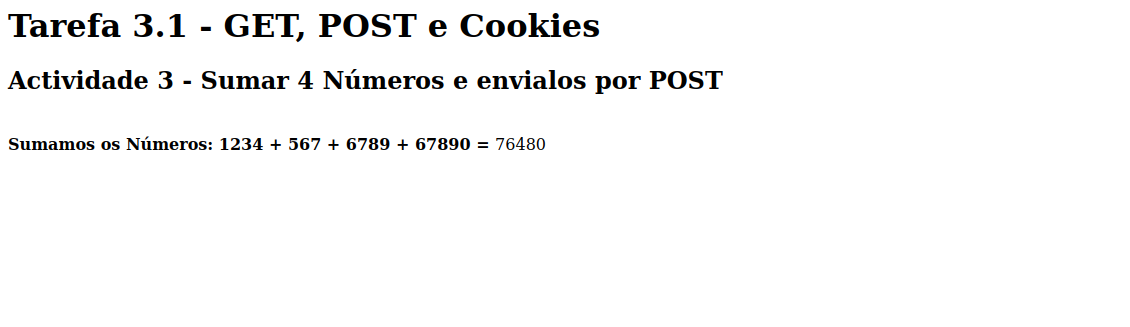 Tarefa 3.1 - GET, POST e Cookies
Actividade 3 - Sumar 4 Números e envialos por POST
Sumamos os Números: 1234 + 567 + 6789 + 67890 = 76480